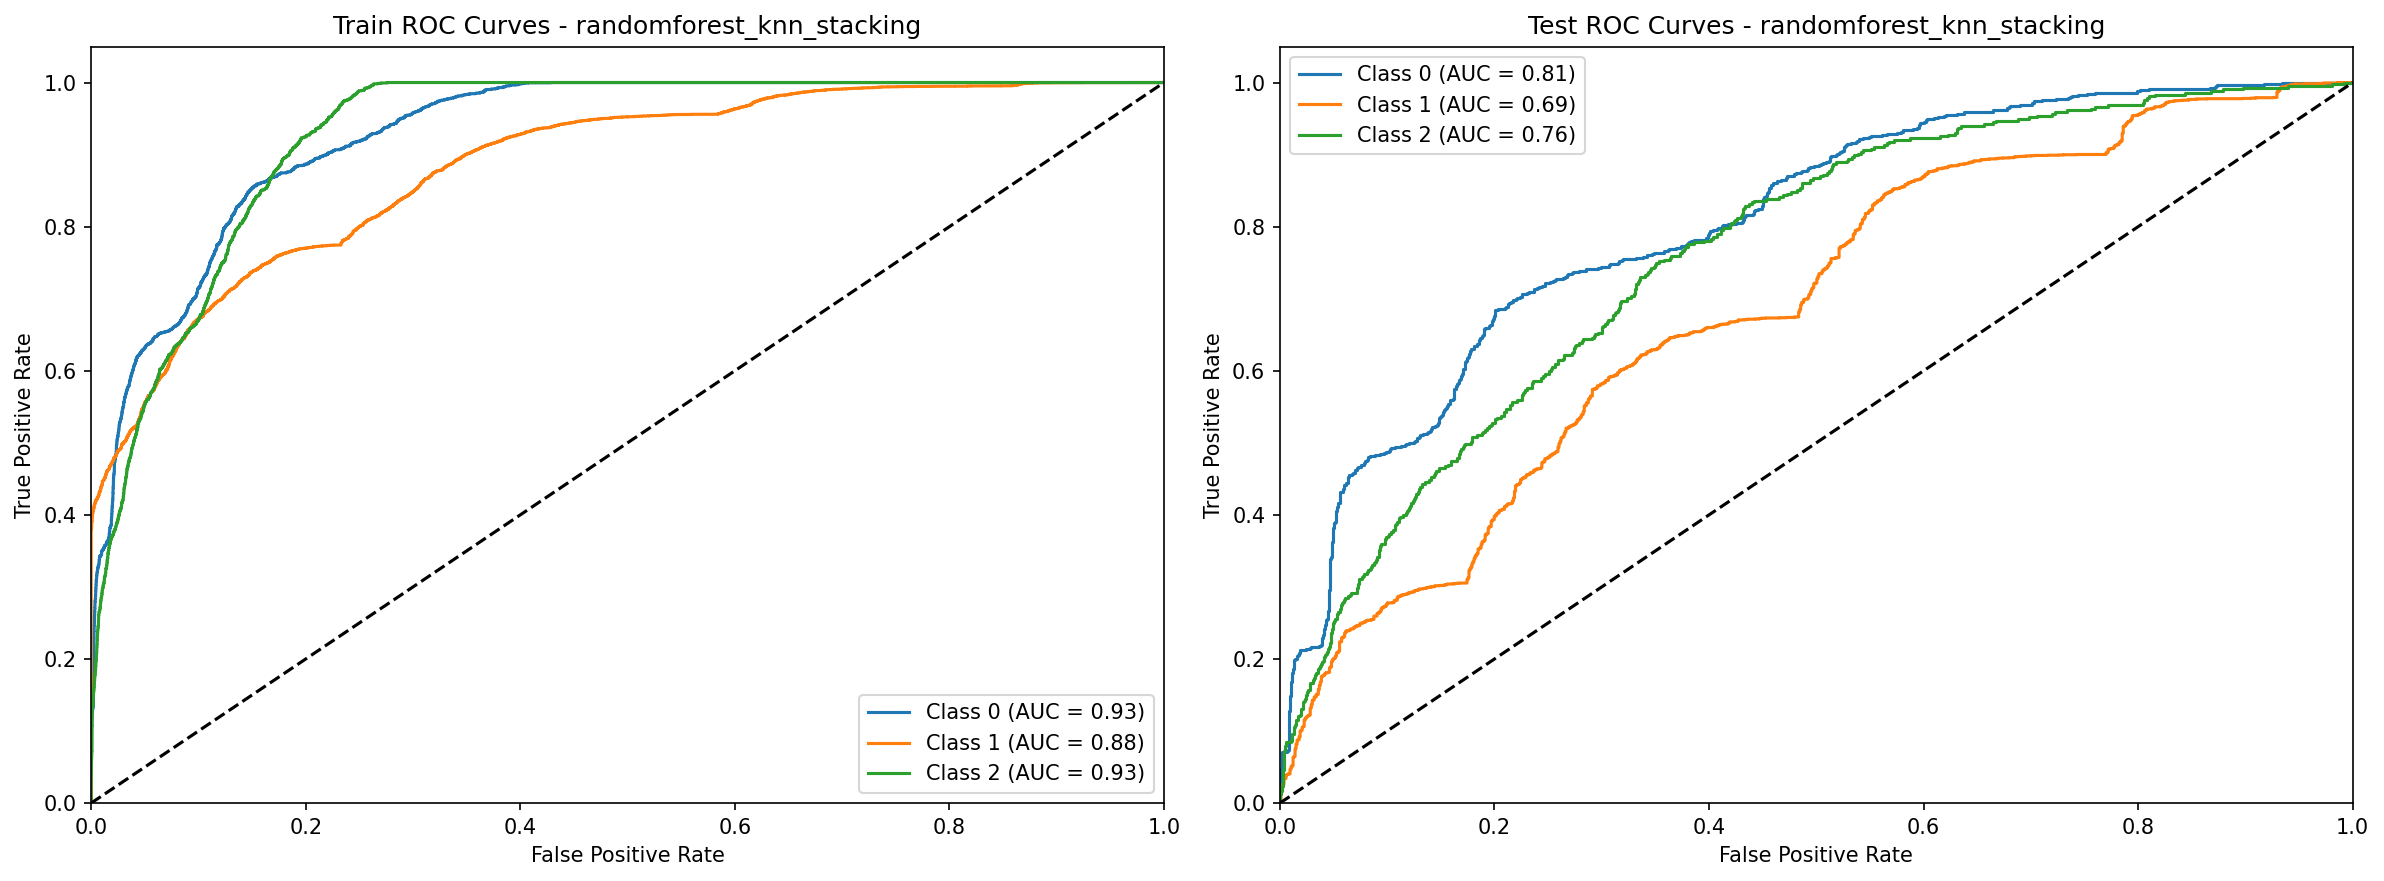 Train ROC Curves - randomforest_knn_stacking
True Positive Rate
1.0
0.8
0.6
0.4
0.2
0.0
Class 0 (AUC = 0.93)
Class 1 (AUC = 0.88)
Class 2 (AUC = 0.93)
0.0 0.2 0.4 0.6 0.8 1.0
False Positive Rate
Test ROC Curves - randomforest_knn_stacking
True Positive Rate
1.0
0.8
0.6
0.4
0.2
0.0
Class 0 (AUC = 0.81)
Class 1 (AUC = 0.69)
Class 2 (AUC = 0.76)
0.0 0.2 0.4 0.6 0.8 1.0
False Positive Rate